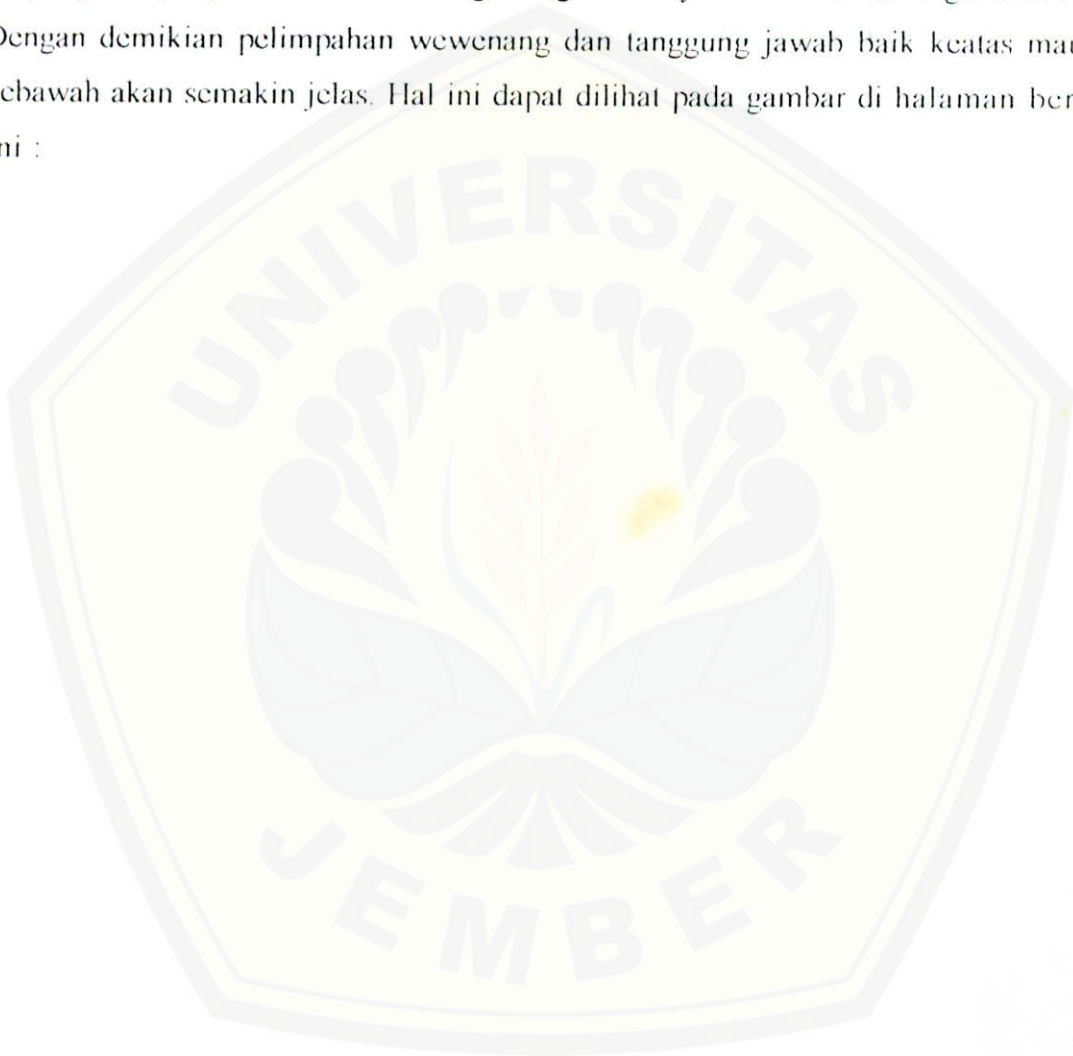 Dengan demikian pelimpahan wewenang dan tanggung jawab baik keatas mau
ebawah akan semakin jelas. Hal ini dapat dilihat pada gambar di halaman ber
ni :
UNIVERSITAS
JEMBER